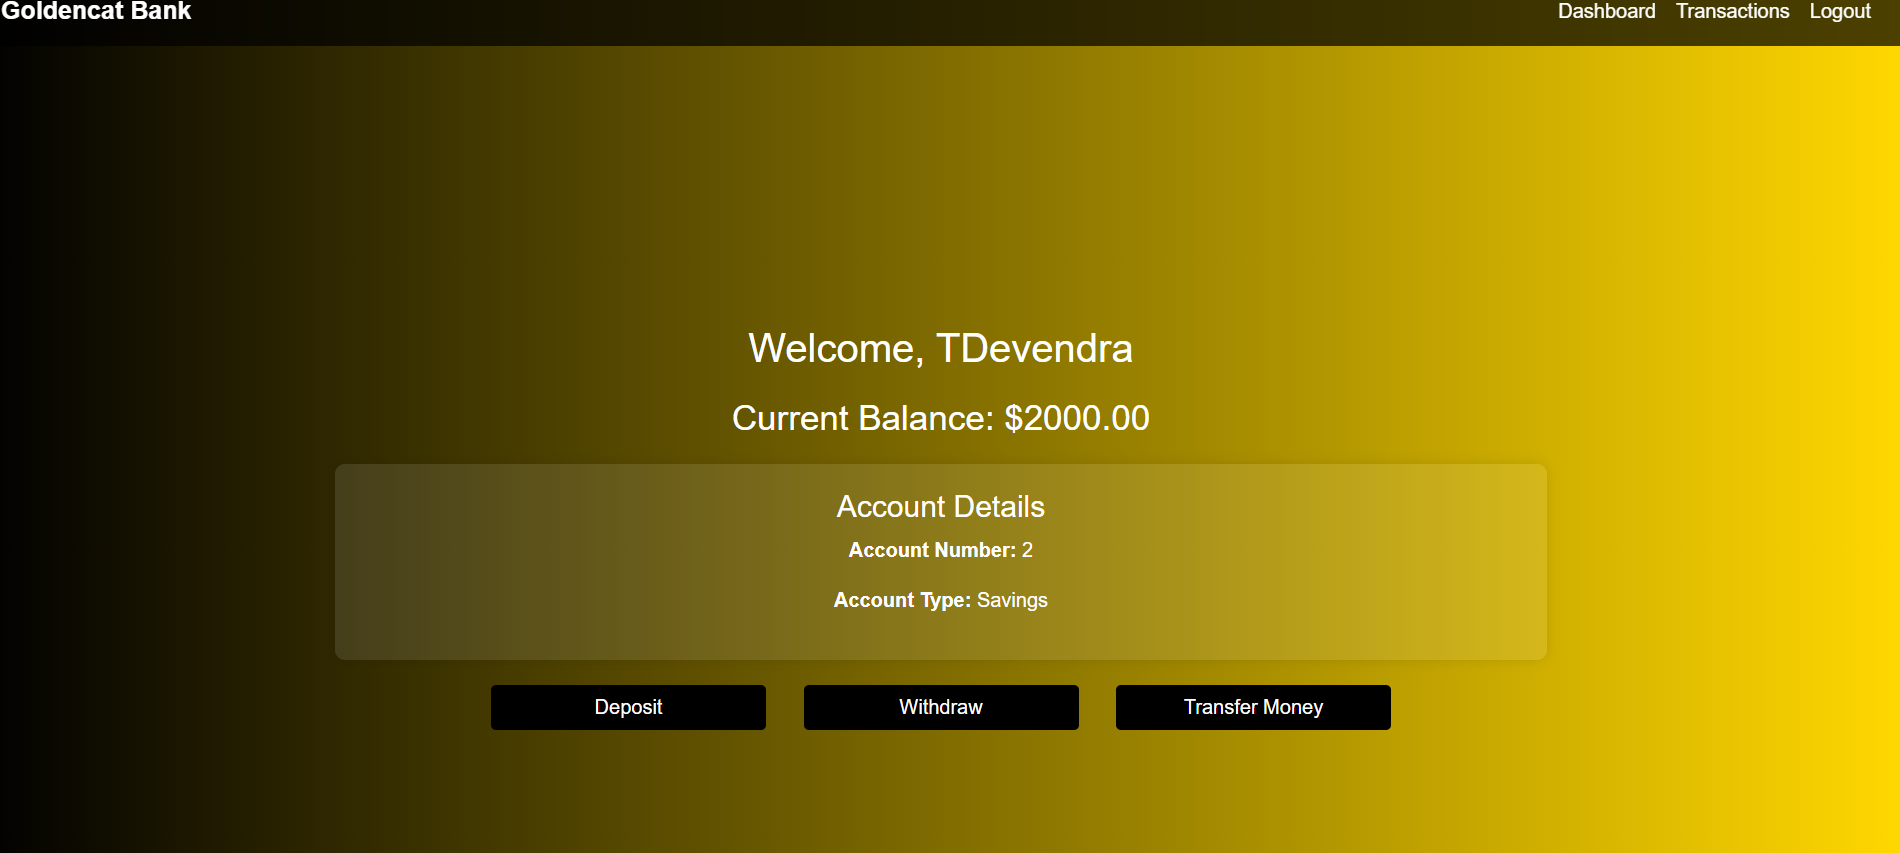 Goldencat Bank
Dashboard Transactions Logout
Welcome, TDevendra
Current Balance: $2000.00
Account Details
Account Number: 2
Account Type: Savings
Deposit Withdraw Transfer Money